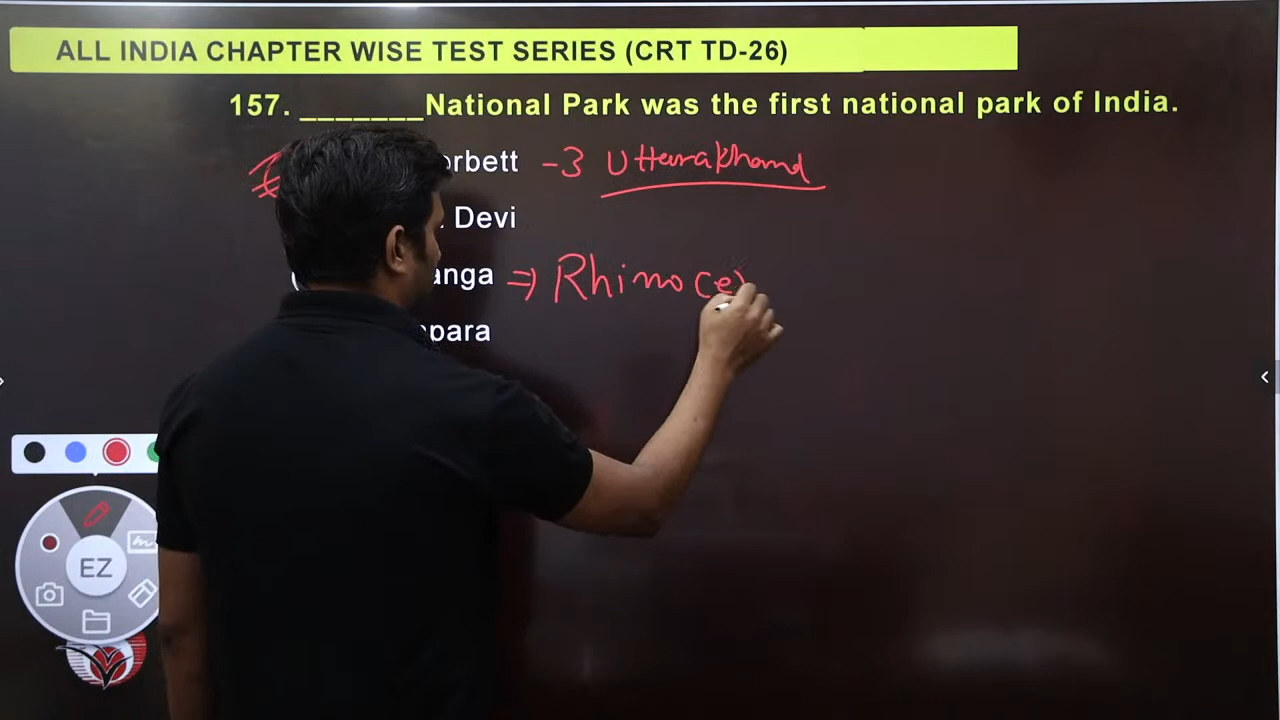 ALL INDIA CHAPTER WISE TEST SERIES (CRT TD-26)
157. _______National Park was the first national park of India.
orbett -3 Uttarakhand
. Devi
anga => Rhinoce
para
EZ